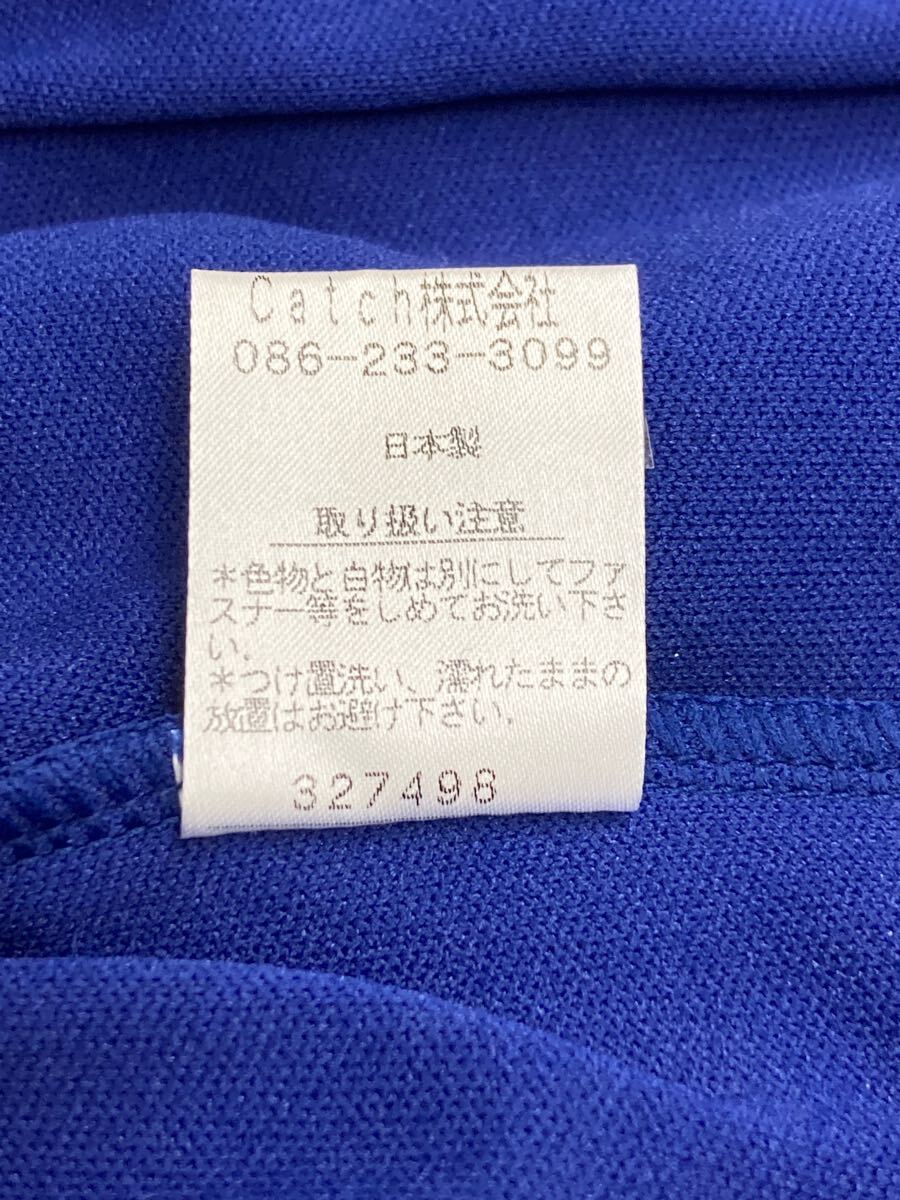 Catch株式会社
086-233-3099
日本製
取り扱い注意
*色物と白物は別にしてファ
スナー等をしめてお洗い下さ
い.
*つけ置洗い、濡れたままの
放置はお避け下さい.
327498